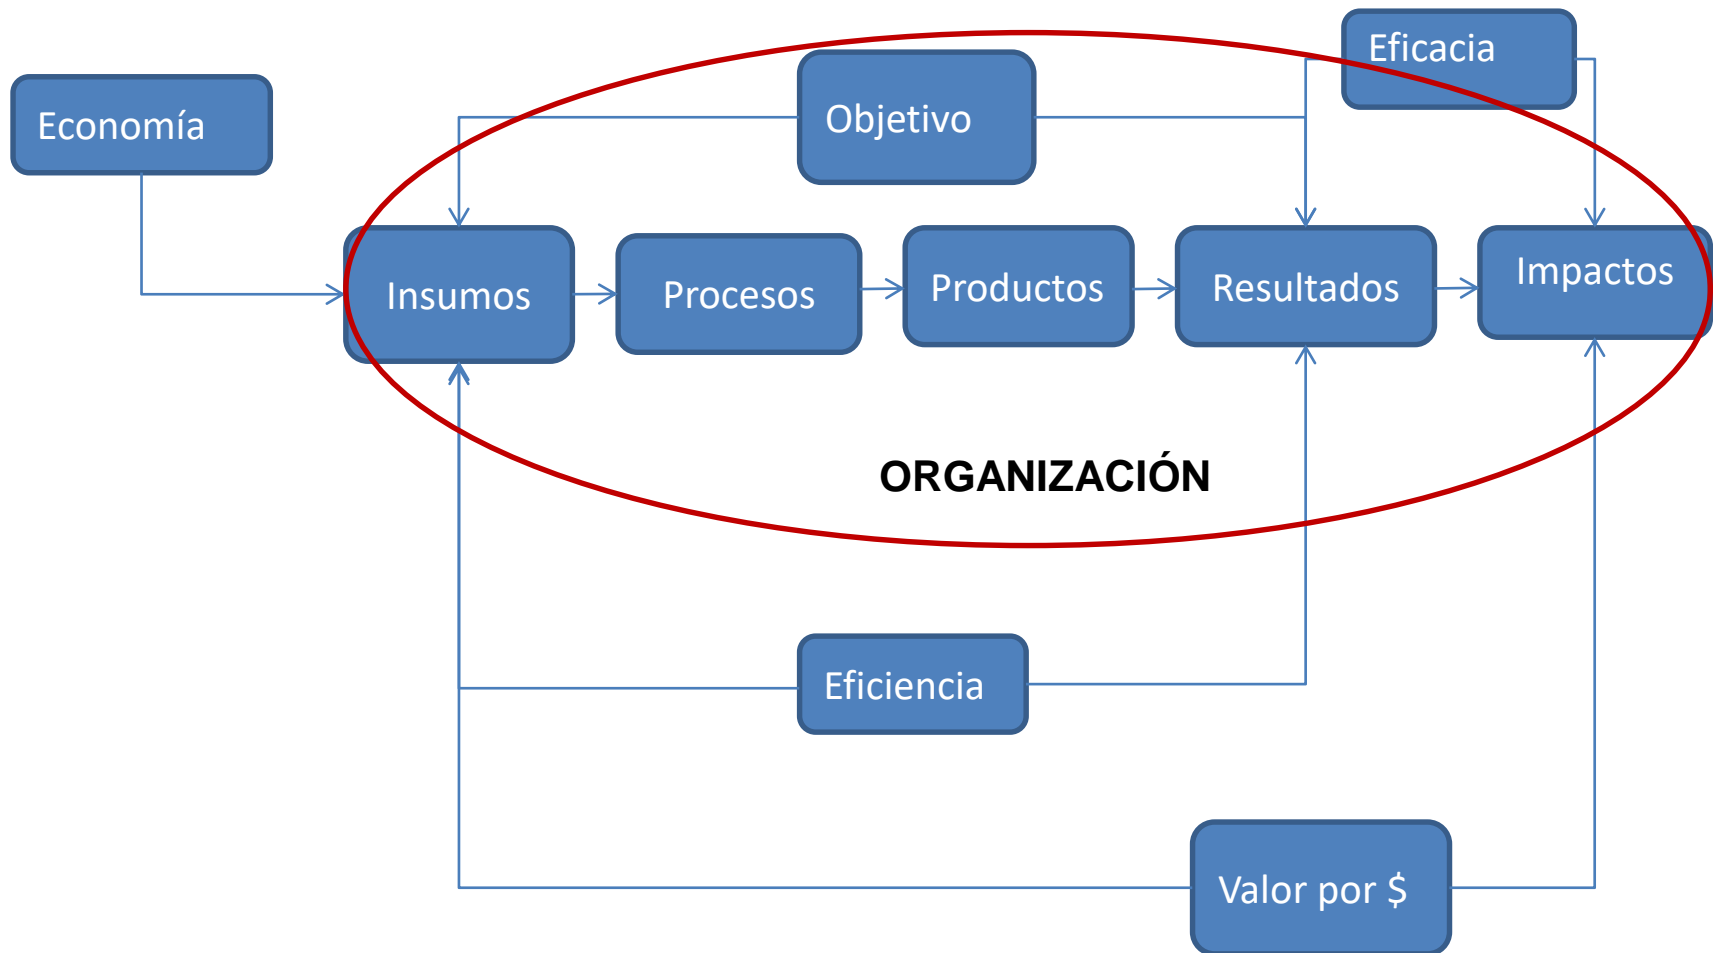 Eficacia
Economía
Objetivo
Insumos
Procesos
Productos
Resultados
Impactos
ORGANIZACIÓN
Eficiencia
Valor por $